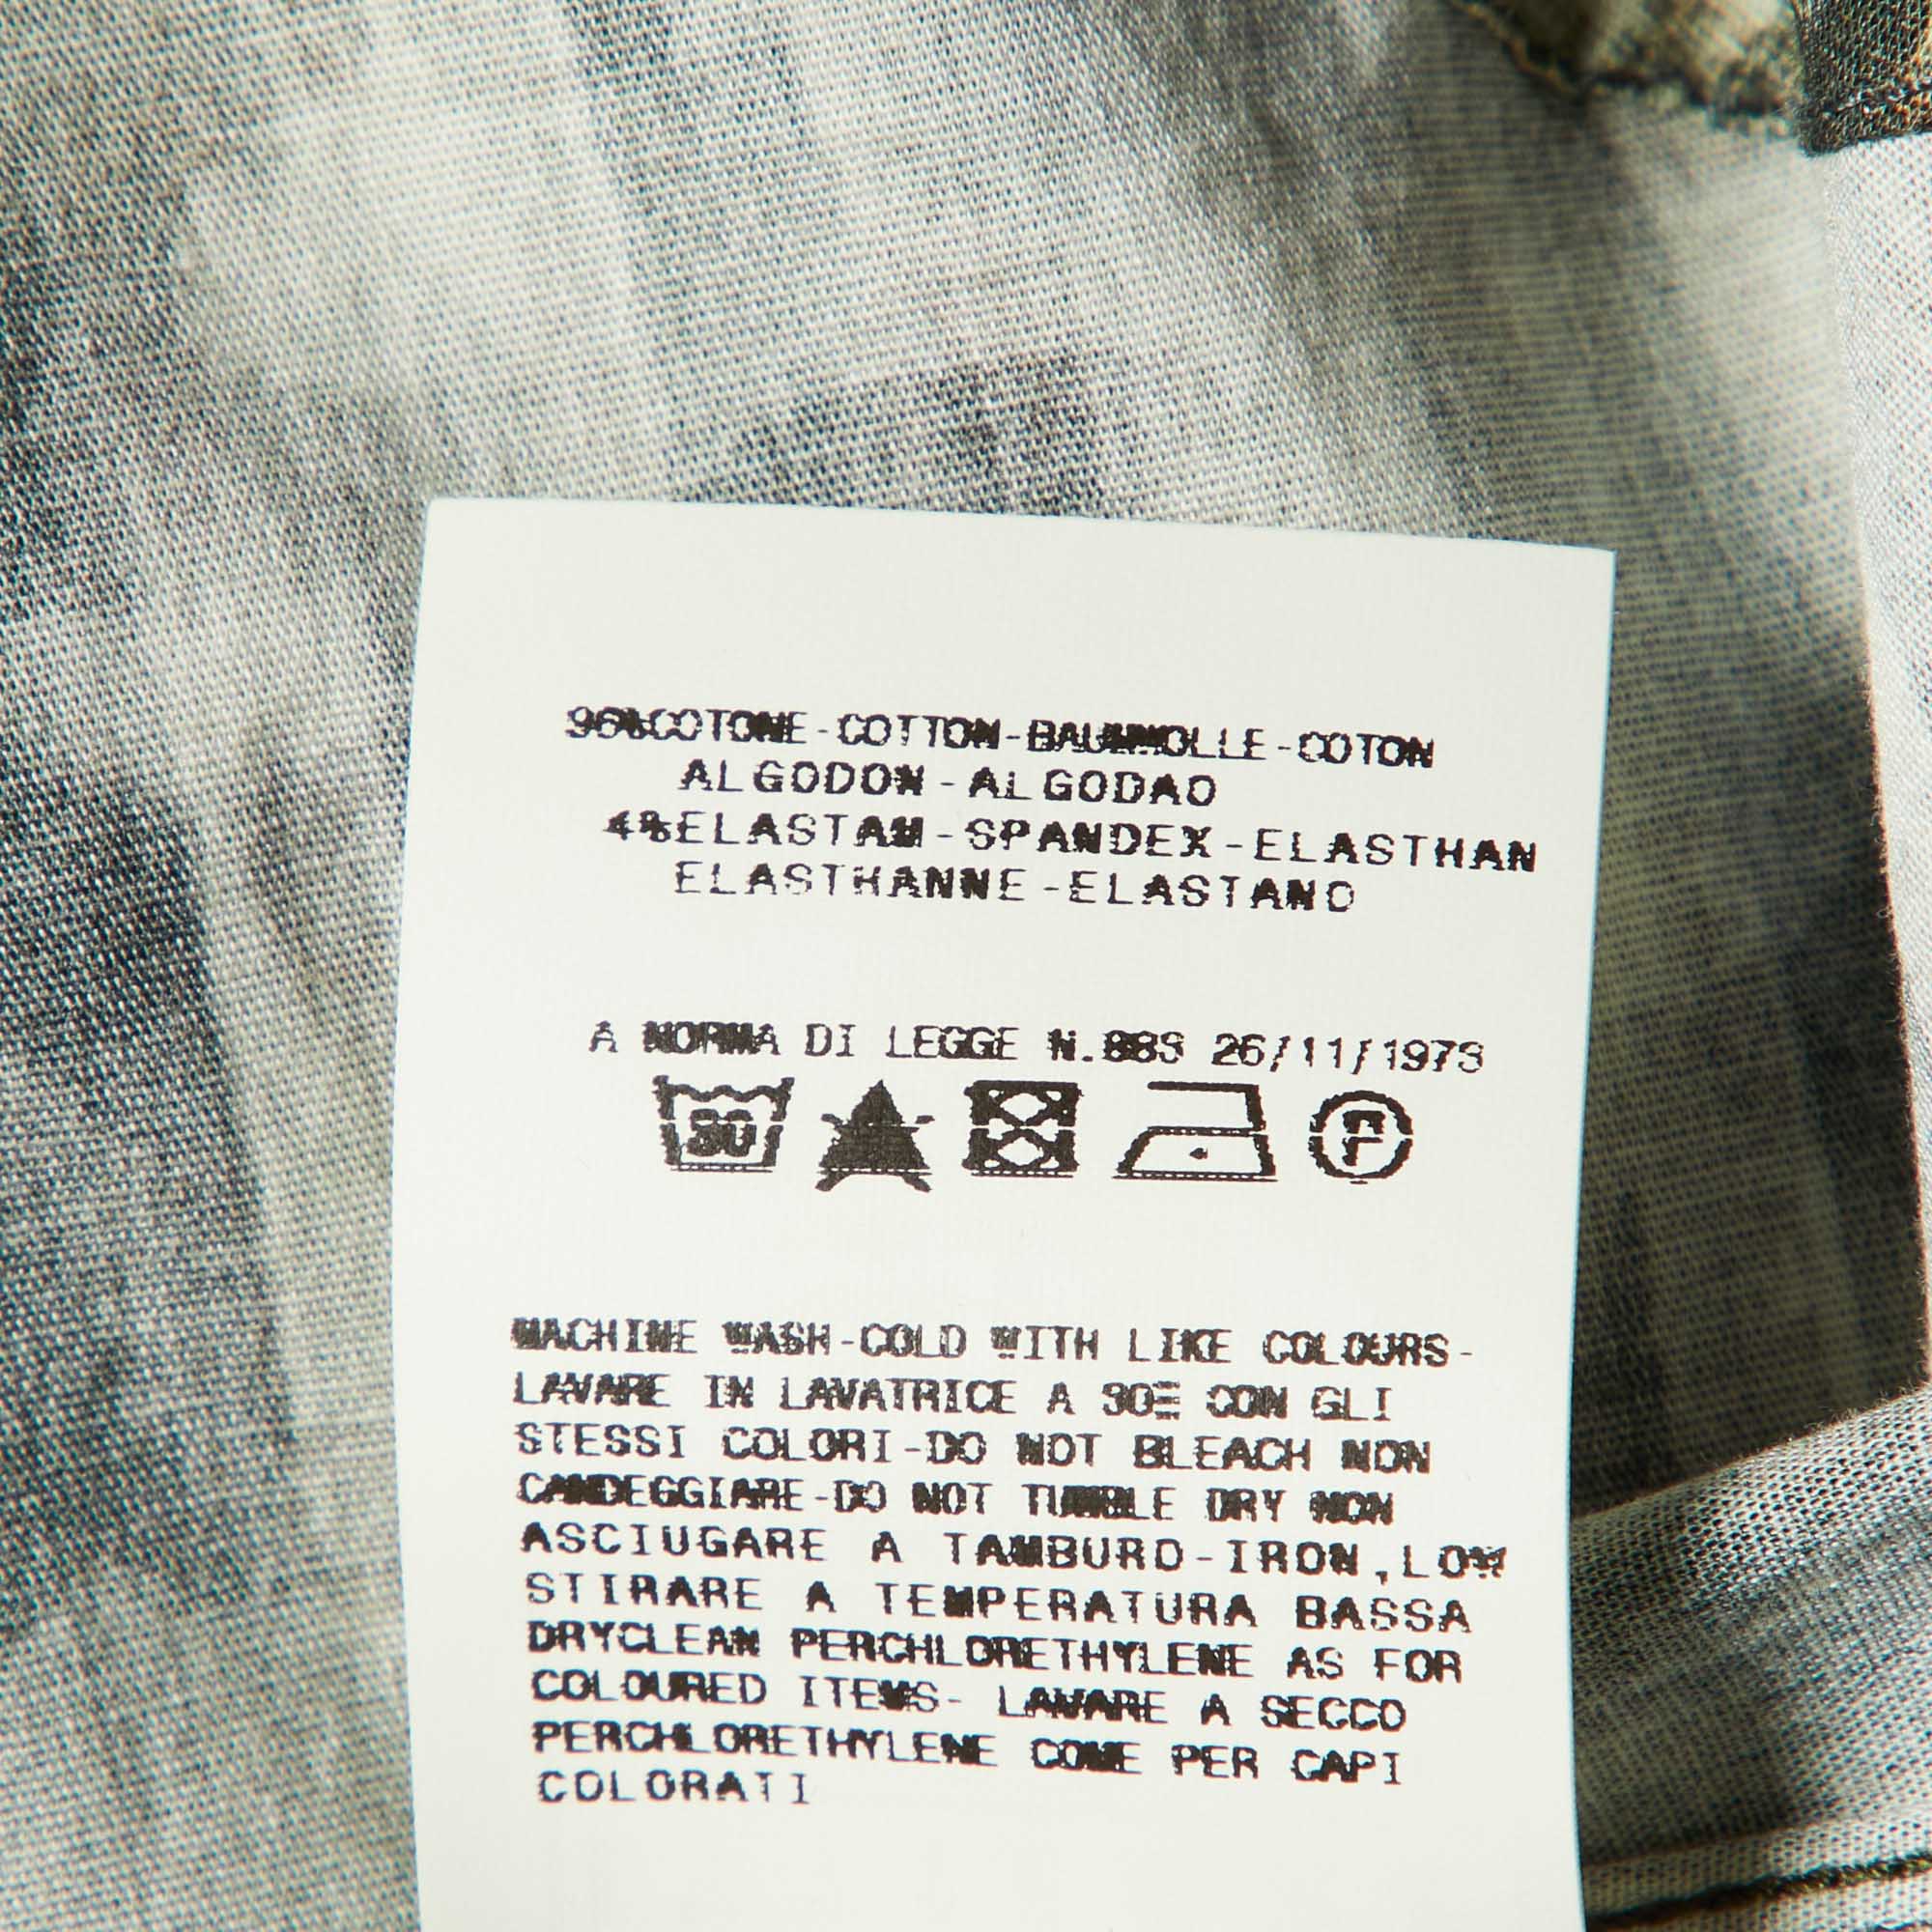 96%COTONE-COTTON-BAUMWOLLE-COTON
ALGODON-ALGODAO
4%ELASTAM-SPANDEX-ELASTHAN
ELASTHANNE-ELASTANO
A NORMA DI LEGGE N.883 26/11/1973
30
F
MACHINE WASH-COLD WITH LIKE COLOURS-
LAVARE IN LAVATRICE A 30 CON GLI
STESSI COLORI-DO NOT BLEACH NON
CANDEGGIARE-DO NOT TUMBLE DRY NON
ASCIUGARE A TAMBURO-IRON,LOW
STIRARE A TEMPERATURA BASSA
DRYCLEAN PERCHLORETHYLENE AS FOR
COLOURED ITEMS- LAVARE A SECCO
PERCHLORETHYLENE COME PER CAPI
COLORATI